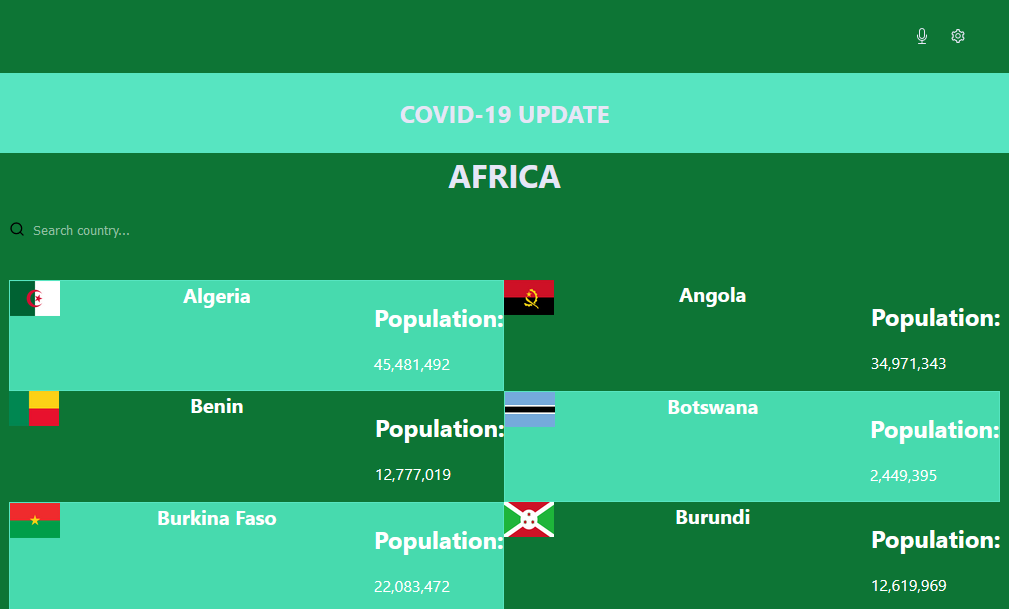 COVID-19 UPDATE
AFRICA
Search country...
Algeria
Population:
45,481,492
Angola
Population:
34,971,343
Benin
Population:
12,777,019
Botswana
Population:
2,449,395
Burkina Faso
Population:
22,083,472
Burundi
Population:
12,619,969